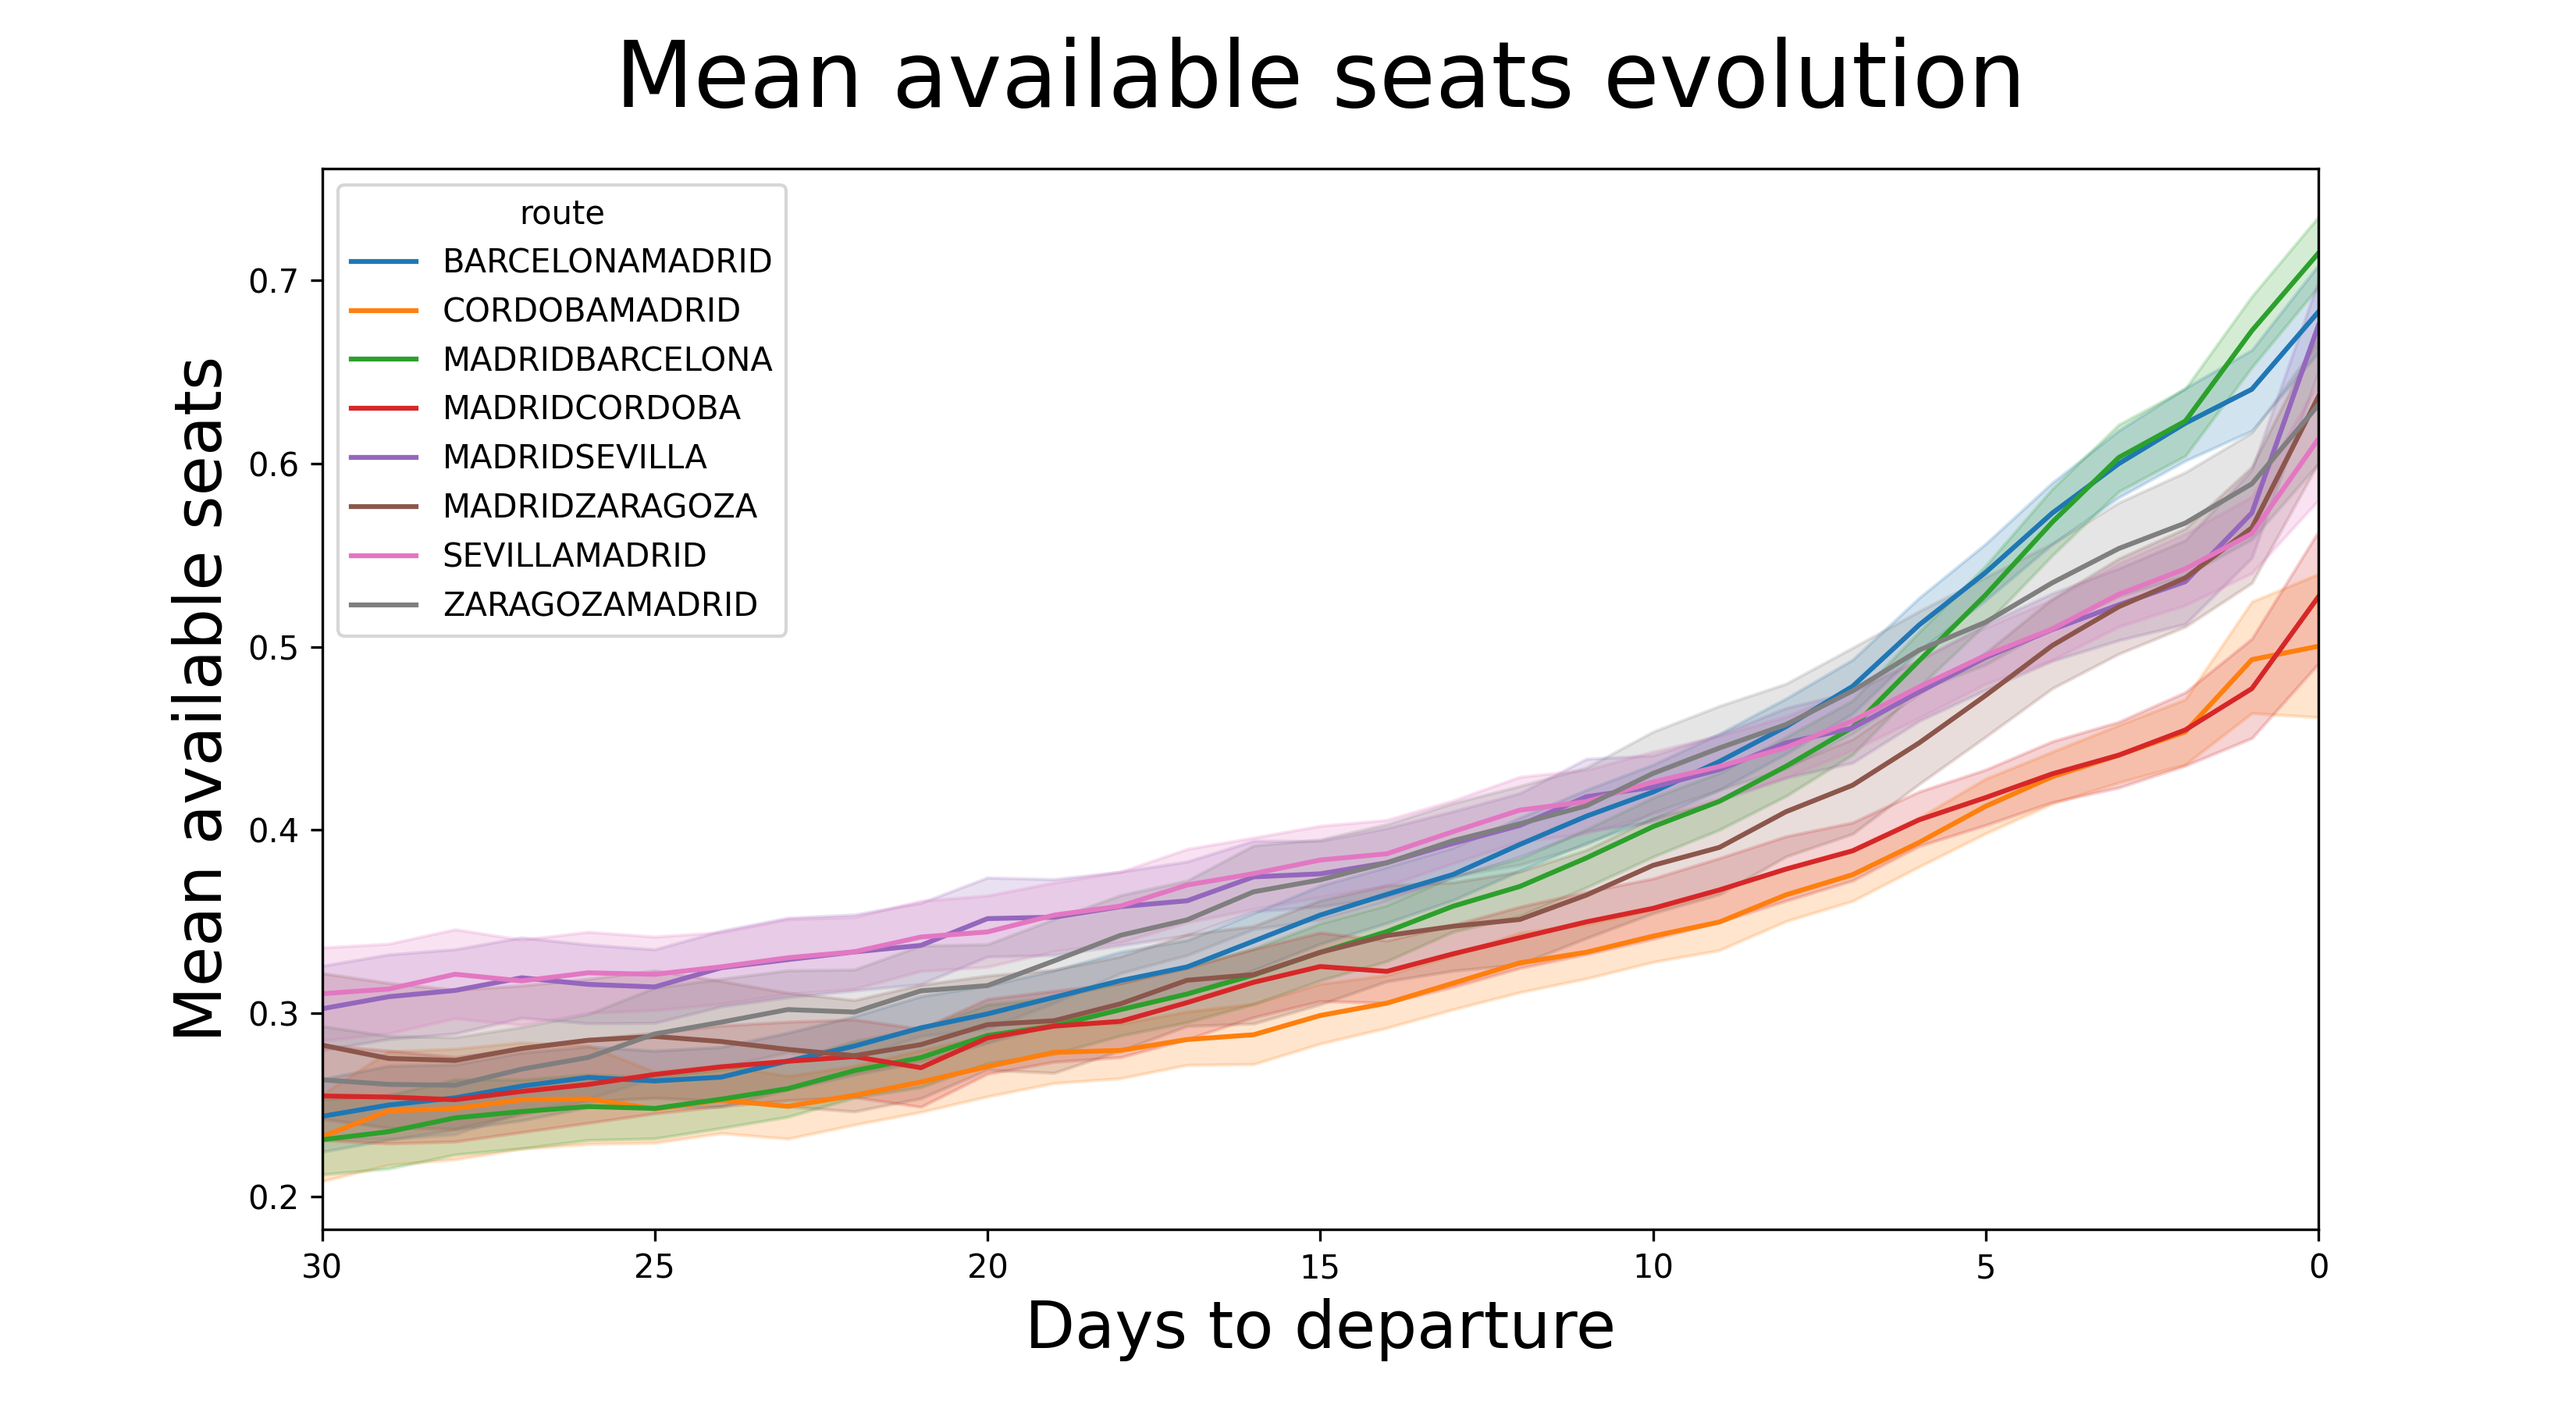 Mean available seats evolution
route
BARCELONAMADRID
CORDOBAMADRID
MADRIDBARCELONA
MADRIDCORDOBA
MADRIDSEVILLA
MADRIDZARAGOZA
SEVILLAMADRID
ZARAGOZAMADRID
Mean available seats
0.7
0.6
0.5
0.4
0.3
0.2
30 25 20 15 10 5 0
Days to departure